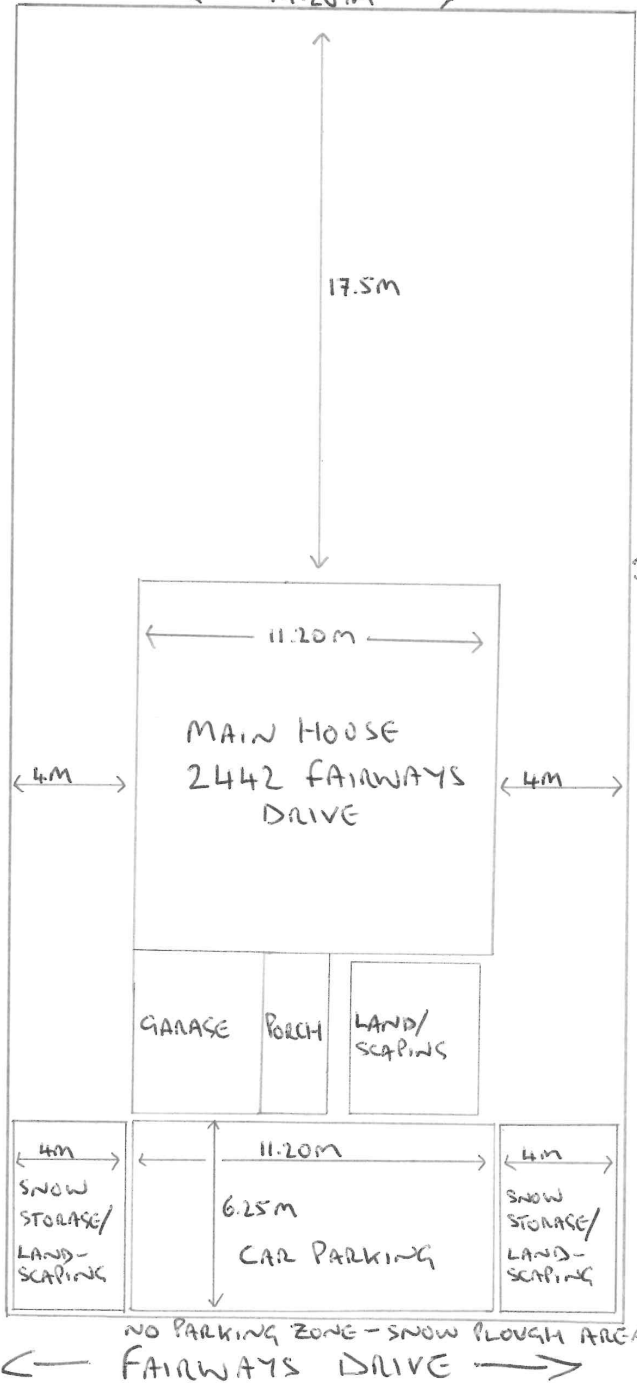 17.5M
11.20M
MAIN HOUSE
2442 FAIRWAYS
DRIVE
4M
4M
GARAGE
PORCH
LAND/
SCAPING
4M
SNOW
STORAGE/
LAND-
SCAPING
11.20M
6.25M
CAR PARKING
4M
SNOW
STORAGE/
LAND-
SCAPING
NO PARKING ZONE - SNOW PLOUGH AREA
FAIRWAYS DRIVE